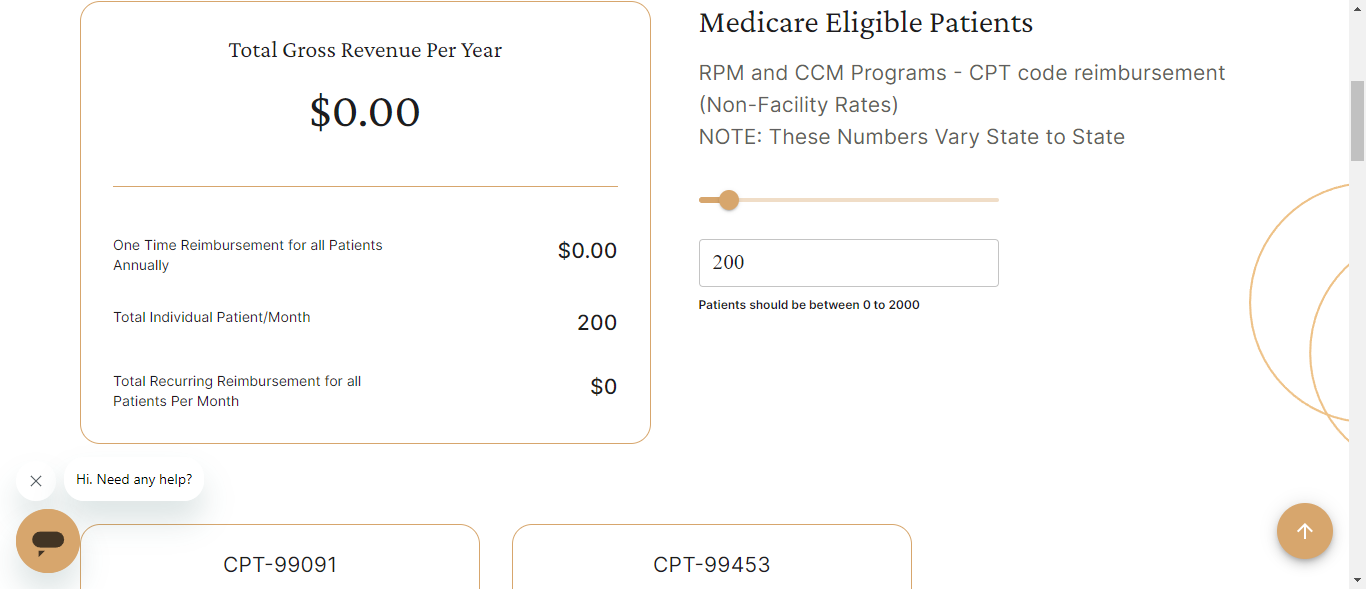 Total Gross Revenue Per Year
$0.00
One Time Reimbursement for all Patients
Annually
$0.00
Total Individual Patient/Month
200
Total Recurring Reimbursement for all
Patients Per Month
$0
Medicare Eligible Patients
RPM and CCM Programs - CPT code reimbursement
(Non-Facility Rates)
NOTE: These Numbers Vary State to State
200
Patients should be between 0 to 2000
Hi. Need any help?
CPT-99091
CPT-99453